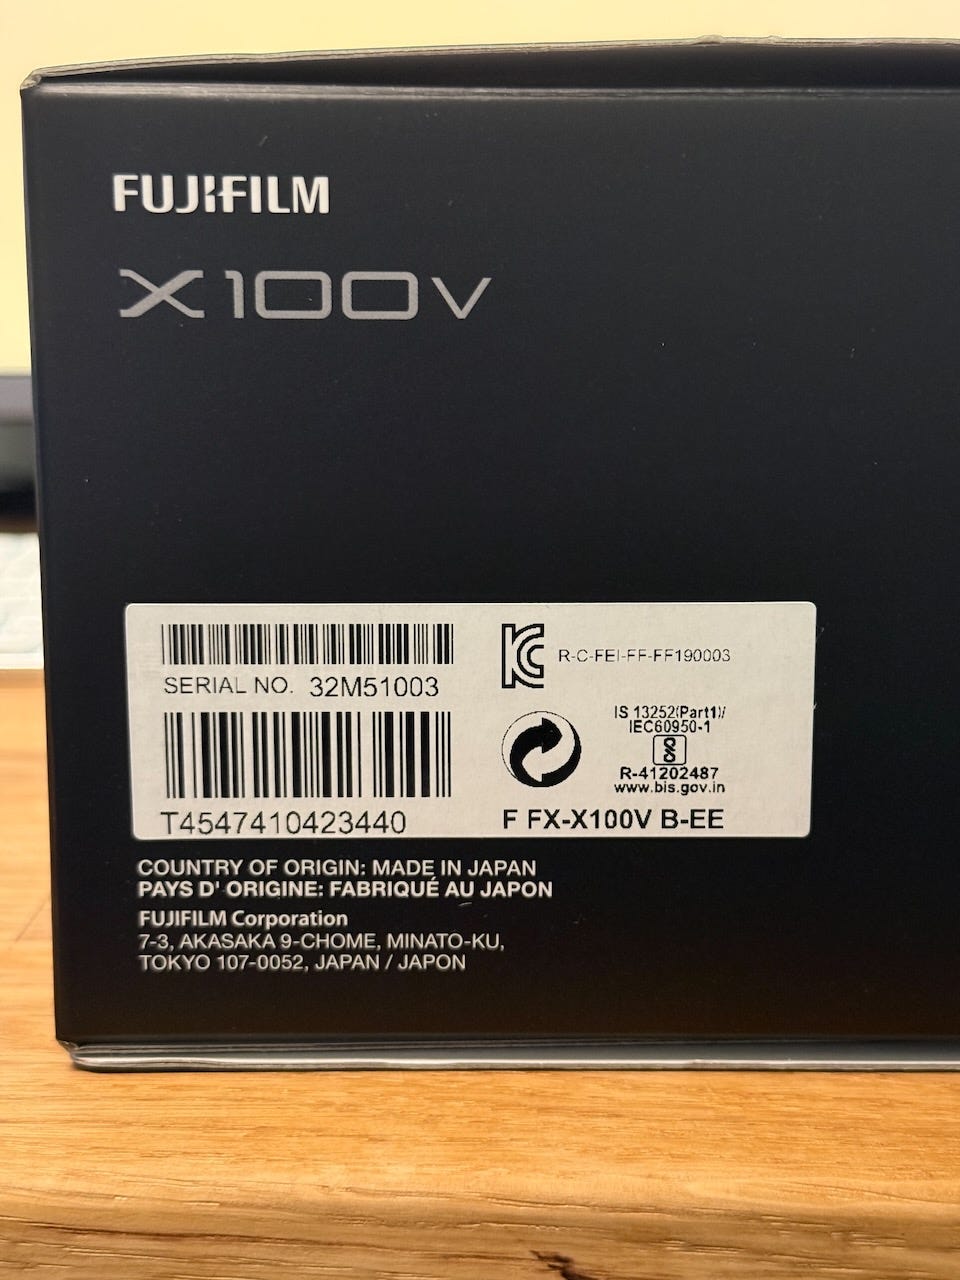 FUJIFILM
X100V
SERIAL NO. 32M51003
T4547410423440
R-C-FEI-FF-FF190003
IS 13252(Part1)/
IEC60950-1
R-41202487
www.bis.gov.in
F FX-X100V B-EE
COUNTRY OF ORIGIN: MADE IN JAPAN
PAYS D' ORIGINE: FABRIQUÉ AU JAPON
FUJIFILM Corporation
7-3, AKASAKA 9-CHOME, MINATO-KU,
TOKYO 107-0052, JAPAN / JAPON